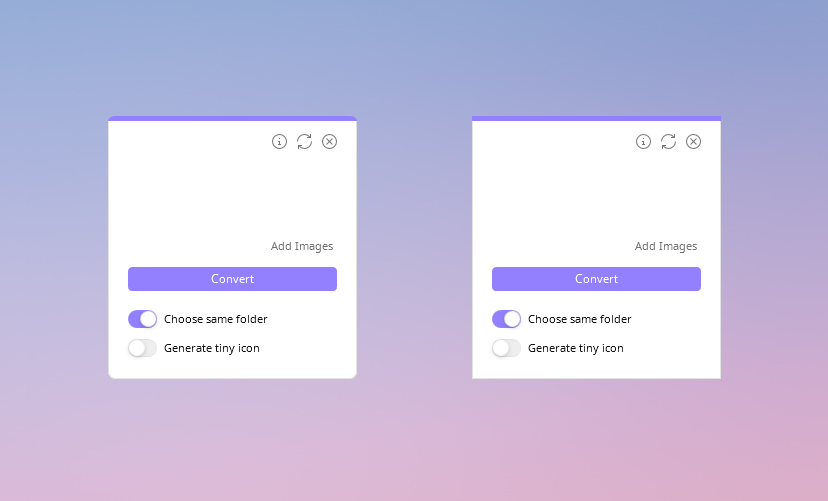 Add Images
Convert
Choose same folder
Generate tiny icon
Add Images
Convert
Choose same folder
Generate tiny icon